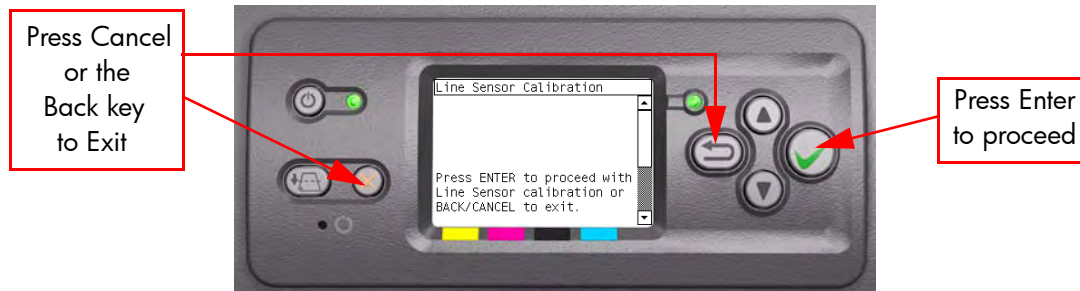 Press Cancel
or the
Back key
to Exit
Line Sensor Calibration
Press ENTER to proceed with
Line Sensor calibration or
BACK/CANCEL to exit.
Press Enter
to proceed